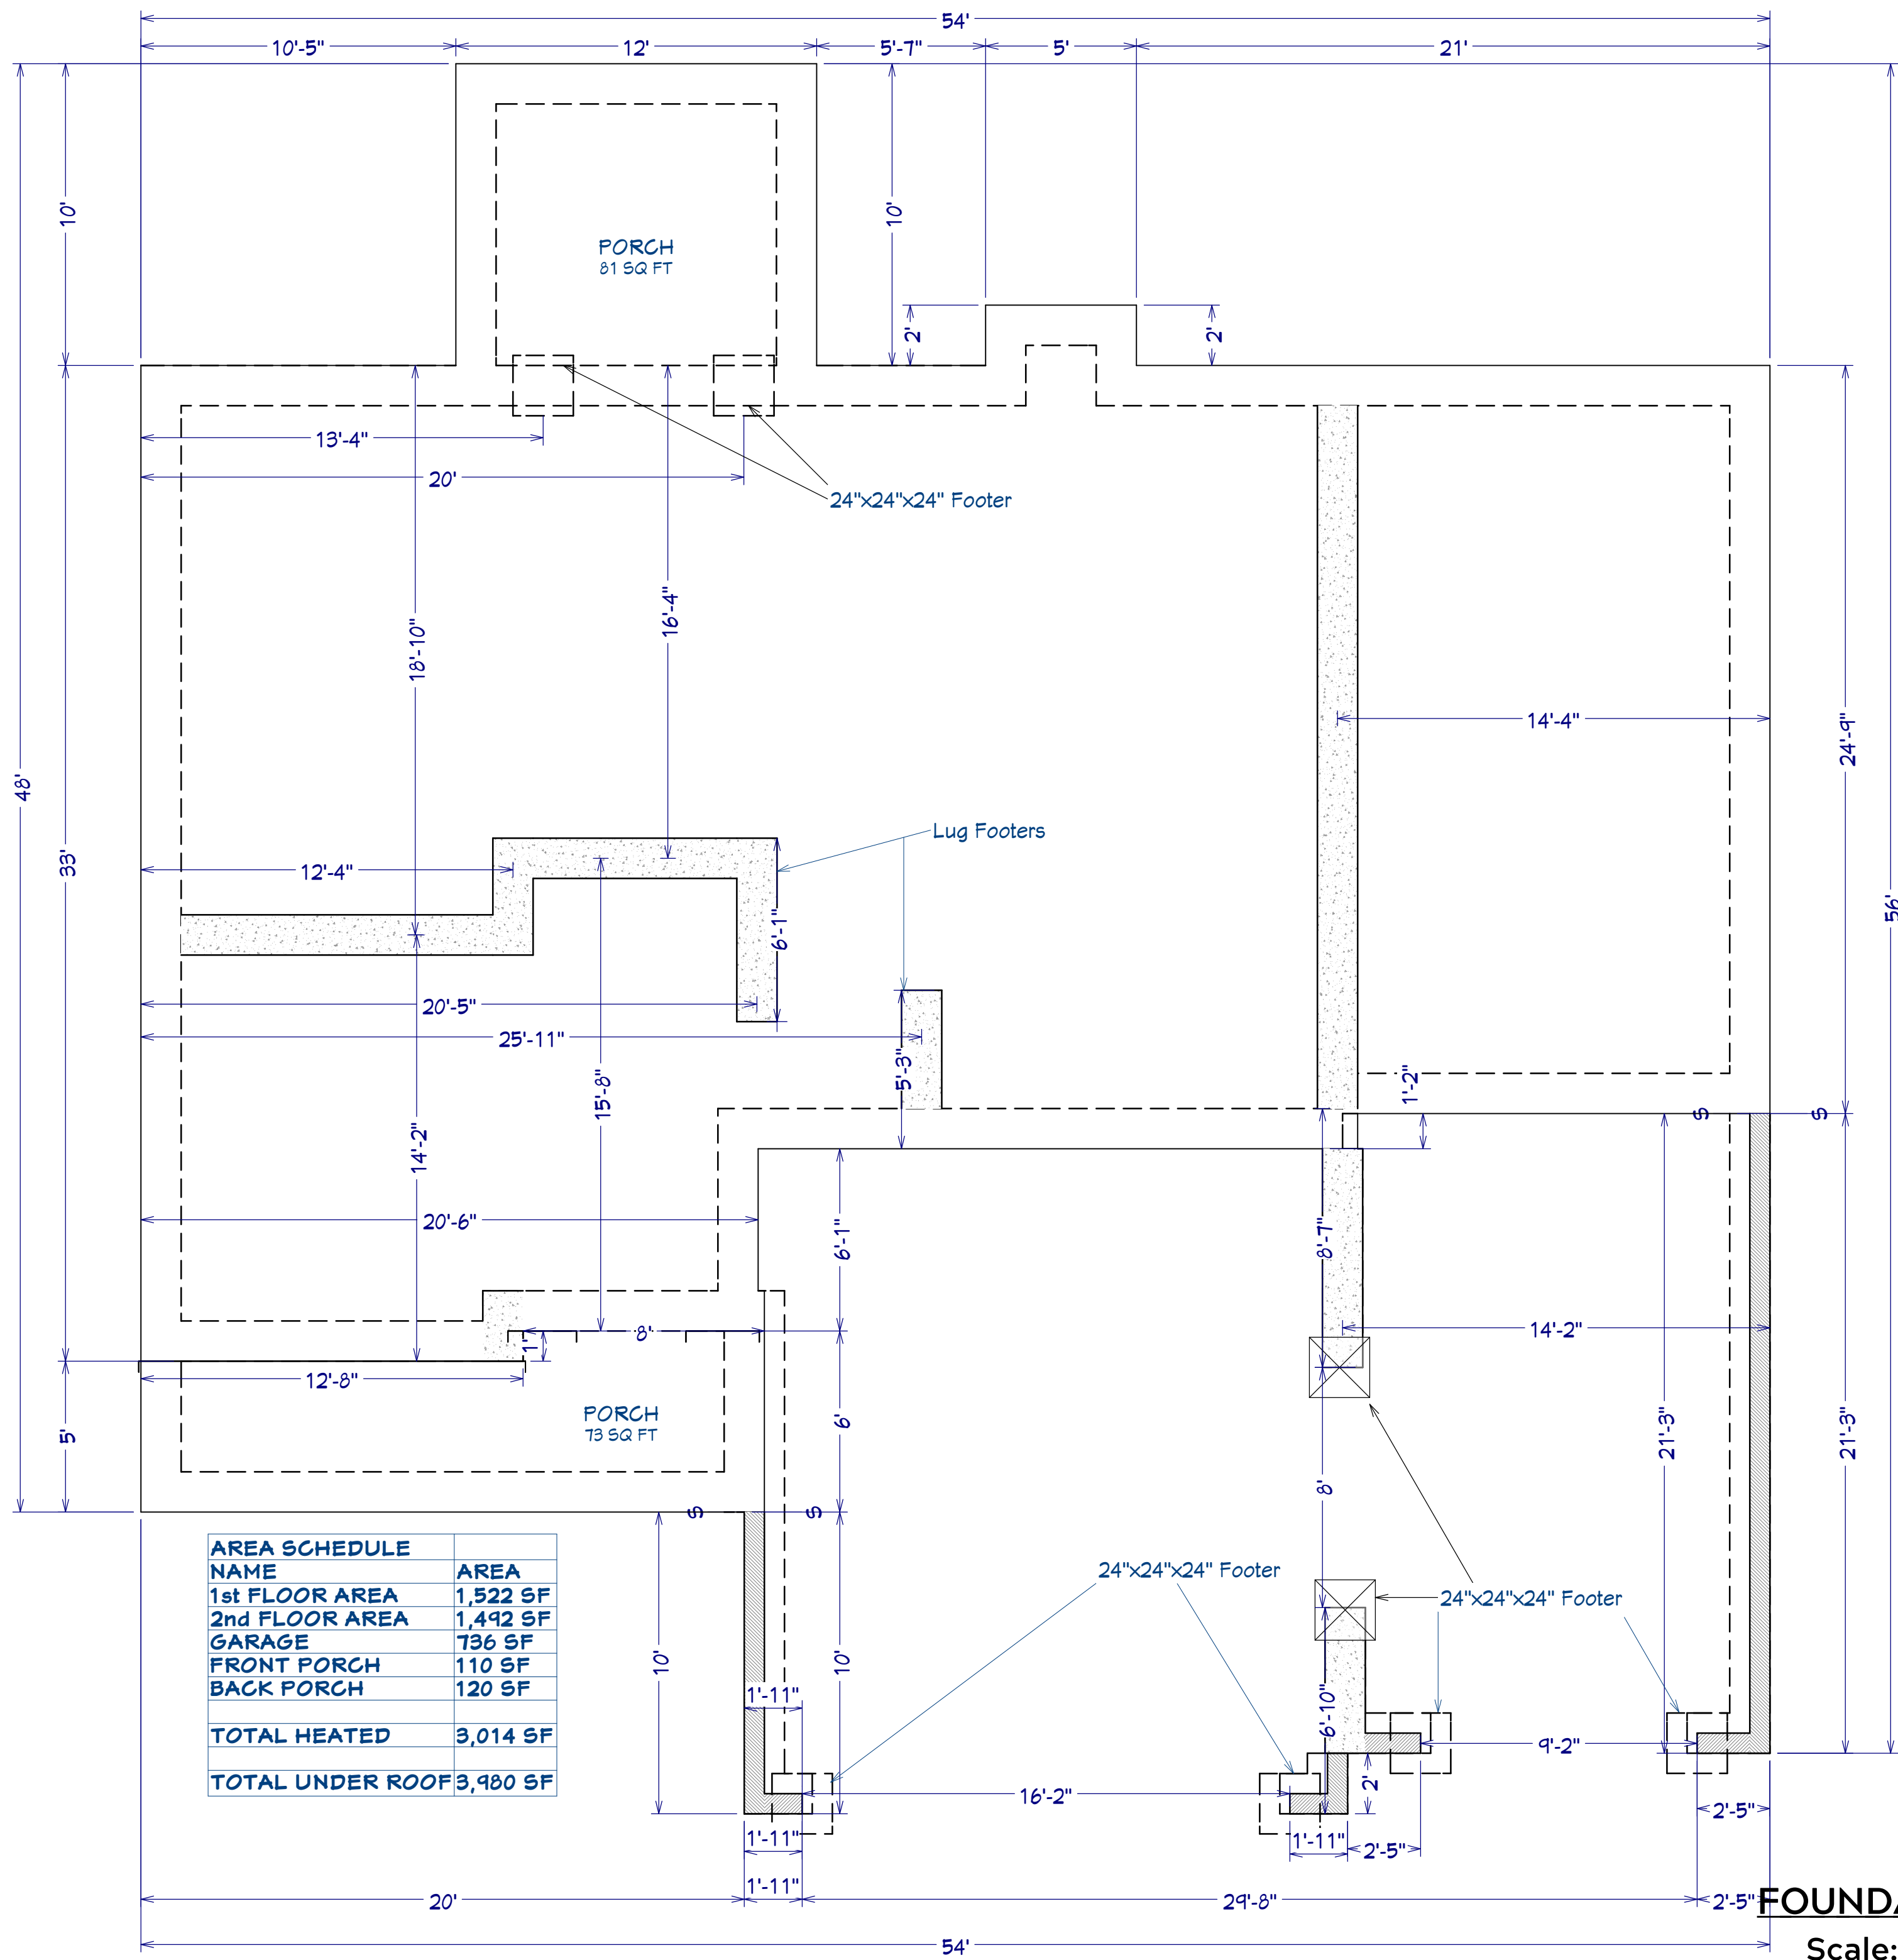 54'
10'-5" 12' 5'-7" 5' 21'
10'
10'
PORCH
81 SQ FT
2' 2'
13'-4"
20'
24"x24"x24" Footer
16'-4"
18'-10"
14'-4"
24'-9"
48'
33'
Lug Footers
12'-4"
56'
6'-1"
20'-5"
25'-11"
5'-3"
15'-8"
1'-2"
S S
14'-2"
20'-6"
6'-1"
8'-7"
8'
1'
14'-2"
12'-8"
PORCH
73 SQ FT
5'
6'
8'
21'-3"
21'-3"
S S
AREA SCHEDULE
NAME AREA
1st FLOOR AREA 1,522 SF
2nd FLOOR AREA 1,492 SF
GARAGE 736 SF
FRONT PORCH 110 SF
BACK PORCH 120 SF
TOTAL HEATED 3,014 SF
TOTAL UNDER ROOF 3,980 SF
24"x24"x24" Footer
24"x24"x24" Footer
10'
10'
1'-11"
6'-10"
9'-2"
16'-2"
2'
2'-5"
1'-11"
1'-11"
2'-5"
1'-11"
20' 29'-8" 2'-5"
FOUNDA
54'
Scale: